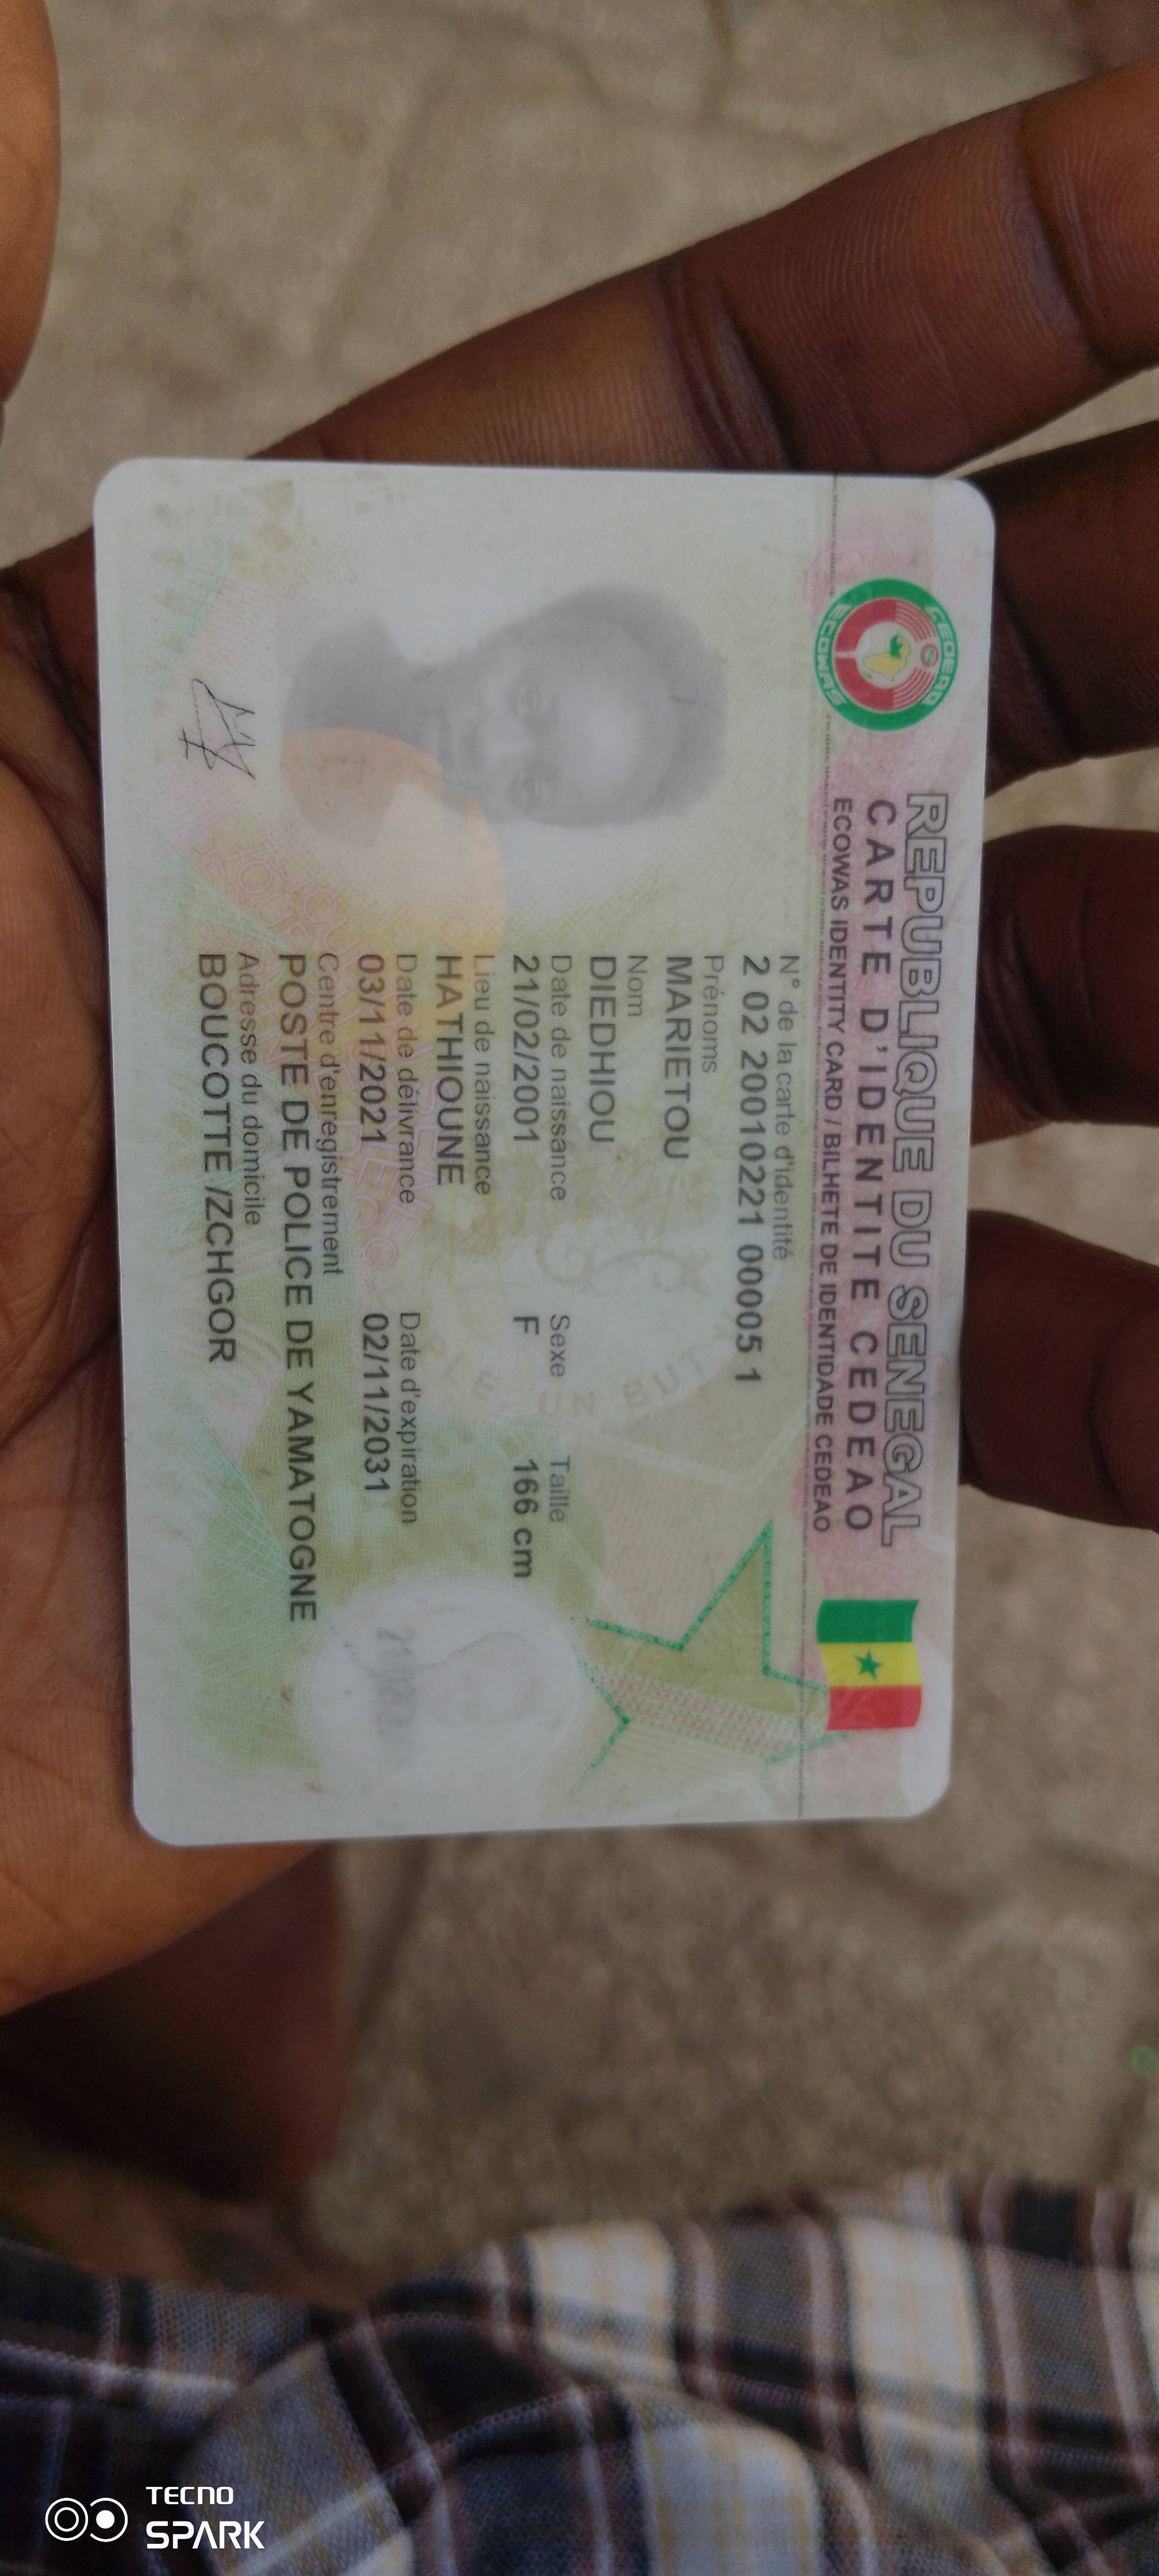 REPUBLIQUE DU SENEGAL
CARTE D'IDENTITE CEDEAO
ECOWAS IDENTITY CARD / BILHETE DE IDENTIDADE CEDEAO
CEDEAO
ECOWAS
N° de la carte d'identité
2 02 20010221 00005 1
Prénoms
MARIETOU
Nom
DIEDHIOU
Date de naissance Sexe Taille
21/02/2001 F 166 cm
Lieu de naissance
HATHIOUNE
Date de délivrance Date d'expiration
03/11/2021 02/11/2031
Centre d'enregistrement
POSTE DE POLICE DE YAMATOGNE
Adresse du domicile
BOUCOTTE /ZCHGOR
UN BUT
TECNO
SPARK